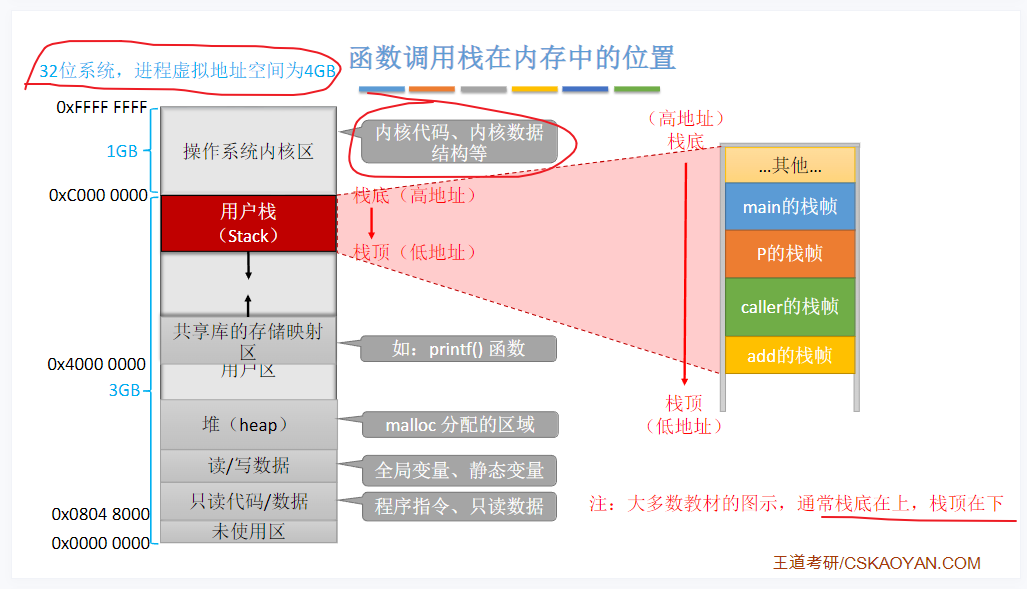 函数调用栈在内存中的位置
32位系统，进程虚拟地址空间为4GB
0xFFFF FFFF
1GB
操作系统内核区
内核代码、内核数据
结构等
0xC000 0000
用户栈
（Stack）
栈底（高地址）
栈顶（低地址）
共享库的存储映射
区
如：printf() 函数
0x4000 0000
用户区
3GB
堆（heap）
malloc 分配的区域
读/写数据
全局变量、静态变量
只读代码/数据
程序指令、只读数据
0x0804 8000
未使用区
0x0000 0000
（高地址）
栈底
...其他...
main的栈帧
P的栈帧
caller的栈帧
add的栈帧
栈顶
（低地址）
注：大多数教材的图示，通常栈底在上，栈顶在下
王道考研/CSKAOYAN.COM